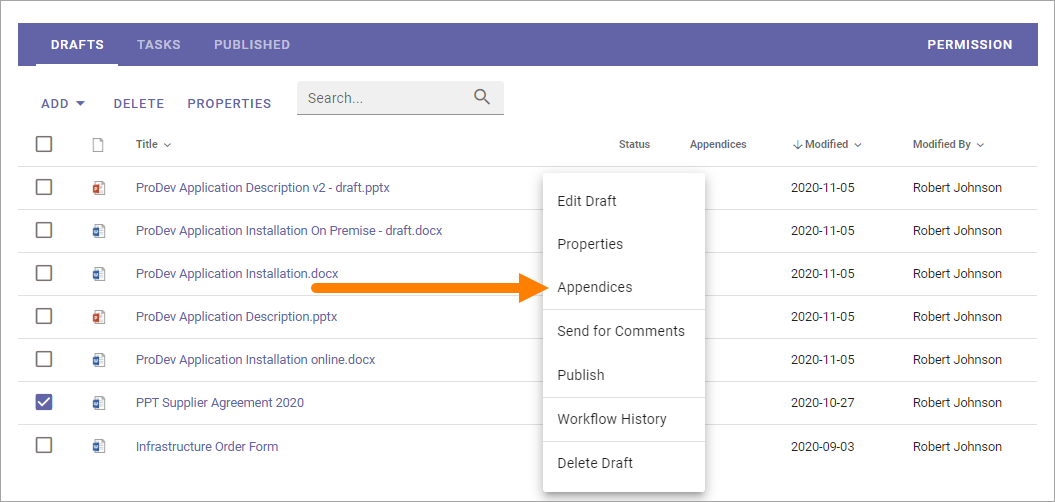 DRAFTS TASKS PUBLISHED PERMISSION
ADD DELETE PROPERTIES Search...
Title Status Appendices Modified Modified By
ProDev Application Description v2 - draft.pptx 2020-11-05 Robert Johnson
Edit Draft
ProDev Application Installation On Premise - draft.docx 2020-11-05 Robert Johnson
Properties
ProDev Application Installation.docx 2020-11-05 Robert Johnson
Appendices
ProDev Application Description.pptx 2020-11-05 Robert Johnson
Send for Comments
ProDev Application Installation online.docx 2020-11-05 Robert Johnson
Publish
PPT Supplier Agreement 2020 2020-10-27 Robert Johnson
Workflow History
Infrastructure Order Form 2020-09-03 Robert Johnson
Delete Draft